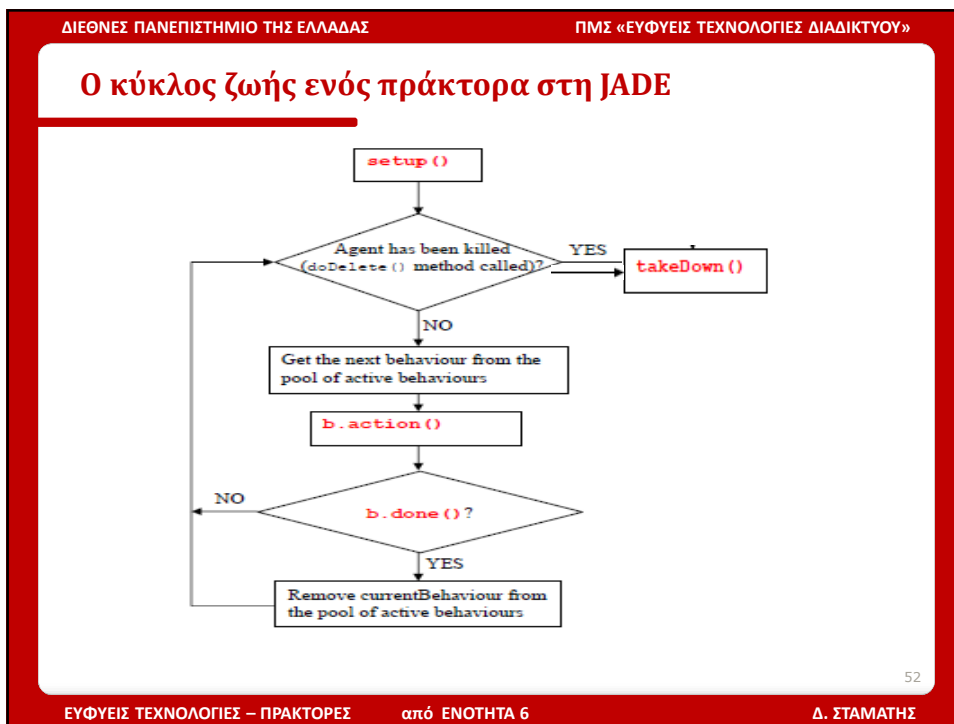 ΔΙΕΘΝΕΣ ΠΑΝΕΠΙΣΤΗΜΙΟ ΤΗΣ ΕΛΛΑΔΑΣ
ΠΜΣ «ΕΥΦΥΕΙΣ ΤΕΧΝΟΛΟΓΙΕΣ ΔΙΑΔΙΚΤΥΟΥ»
Ο κύκλος ζωής ενός πράκτορα στη JADE
setup()
Agent has been killed
(doDelete() method called)?
YES
takeDown()
NO
Get the next behaviour from the
pool of active behaviours
b.action()
NO
b.done()?
YES
Remove currentBehaviour from
the pool of active behaviours
52
ΕΥΦΥΕΙΣ ΤΕΧΝΟΛΟΓΙΕΣ – ΠΡΑΚΤΟΡΕΣ
από ΕΝΟΤΗΤΑ 6
Δ. ΣΤΑΜΑΤΗΣ